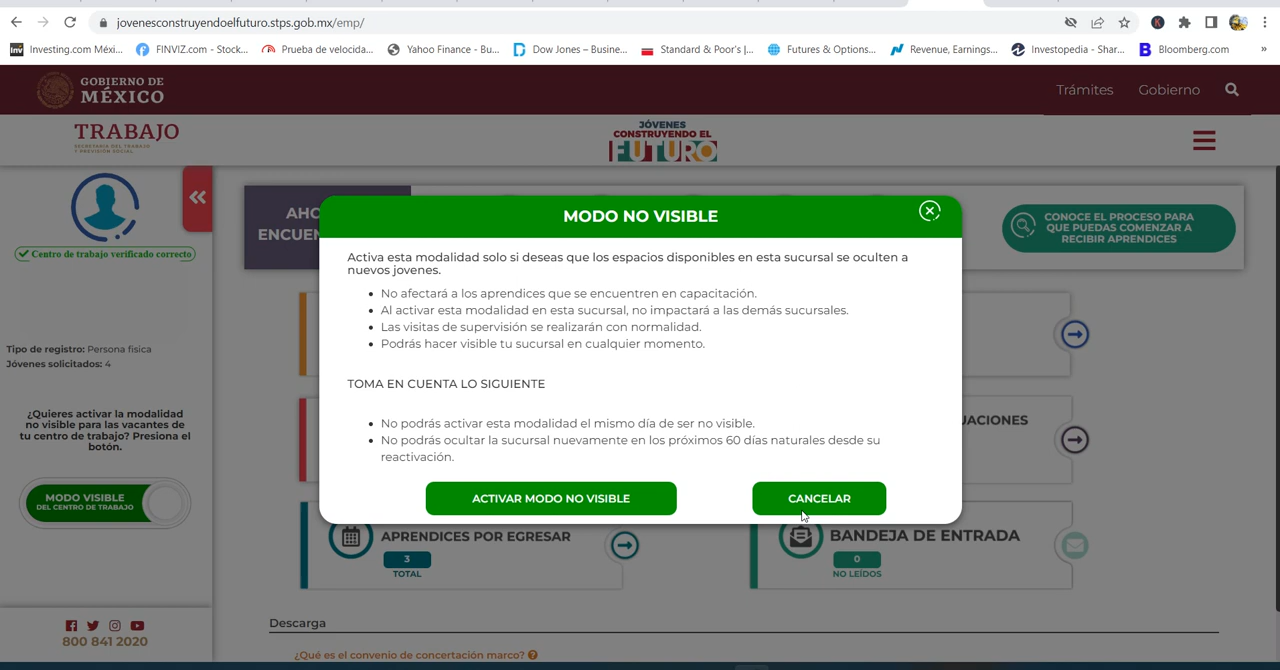 jovenesconstruyendoelfuturo.stps.gob.mx/emp/
Investing.com Méxi...
FINVIZ.com - Stock...
Prueba de velocida...
Yahoo Finance - Bu...
Dow Jones – Busine...
Standard & Poor's |...
Futures & Options...
Revenue, Earnings...
Investopedia - Shar...
Bloomberg.com
»
GOBIERNO DE
MÉXICO
Trámites
Gobierno
TRABAJO
SECRETARÍA DEL TRABAJO
Y PREVISIÓN SOCIAL
JÓVENES
CONSTRUYENDO EL
FUTURO
Centro de trabajo verificado correcto
Tipo de registro: Persona fisica
Jóvenes solicitados: 4
¿Quieres activar la modalidad
no visible para las vacantes de
tu centro de trabajo? Presiona el
botón.
MODO VISIBLE
DEL CENTRO DE TRABAJO
800 841 2020
AHO
ENCUEN
CONOCE EL PROCESO PARA
QUE PUEDAS COMENZAR A
RECIBIR APRENDICES
MODO NO VISIBLE
Activa esta modalidad solo si deseas que los espacios disponibles en esta sucursal se oculten a
nuevos jovenes.
• No afectará a los aprendices que se encuentren en capacitación.
• Al activar esta modalidad en esta sucursal, no impactará a las demás sucursales.
• Las visitas de supervisión se realizarán con normalidad.
• Podrás hacer visible tu sucursal en cualquier momento.
TOMA EN CUENTA LO SIGUIENTE
• No podrás activar esta modalidad el mismo día de ser no visible.
• No podrás ocultar la sucursal nuevamente en los próximos 60 días naturales desde su
reactivación.
ACTIVAR MODO NO VISIBLE
CANCELAR
UACIONES
APRENDICES POR EGRESAR
3
TOTAL
BANDEJA DE ENTRADA
0
NO LEÍDOS
Descarga
¿Qué es el convenio de concertación marco?